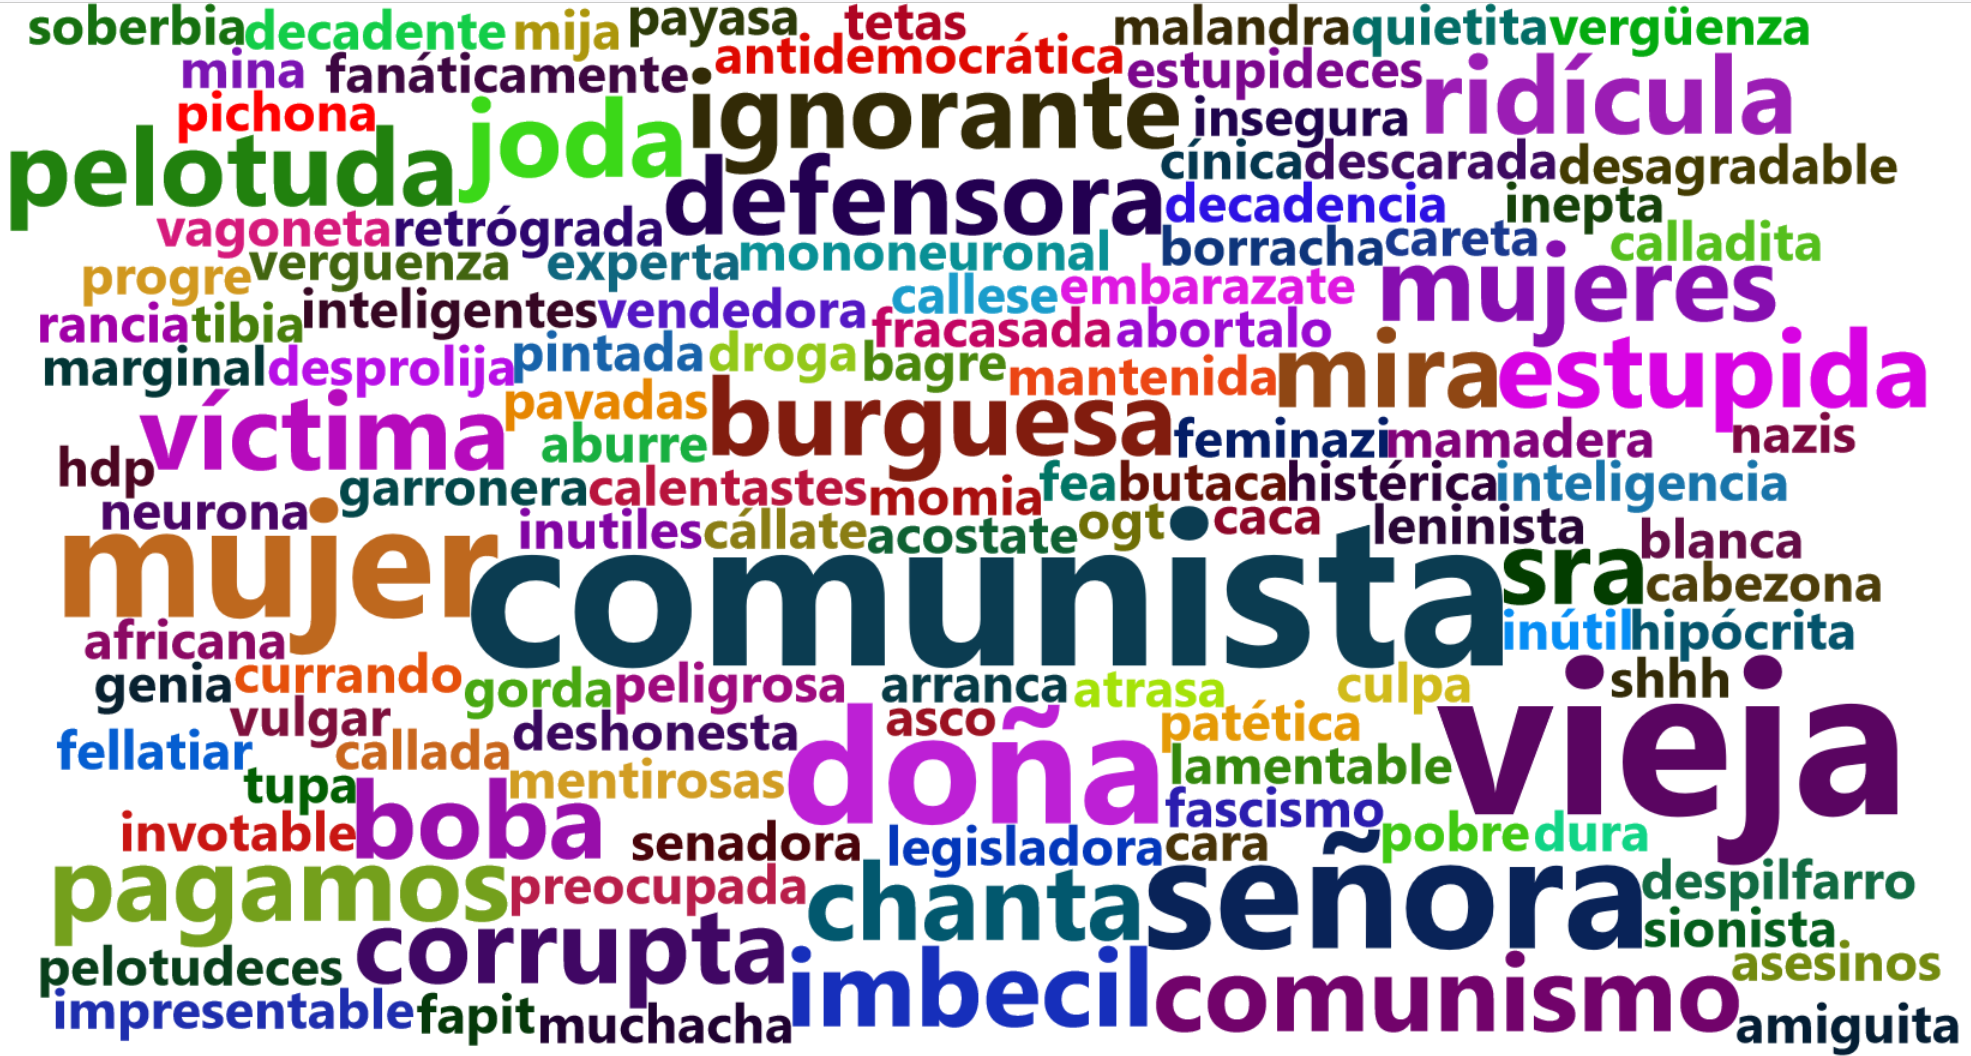 soberbia decadente mija payasa tetas malandra quietita vergüenza
mina fanáticamente antidemocrática estupideces ridícula
pichona joda ignorante insegura
pelotuda defensora cínica descarada desagradable
vagoneta retrógrada decadencia inepta
progre verguenza experta mononeuronal borracha careta calladita
rancia tibia inteligentes vendedora callese embarazate mujeres
marginal desprolija pintada droga bagre fracasada abortalo
víctima pavadas burguesa mantenida mira estupida
hdp aburre feminazi mamadera nazis
neurona garronera calentastes momia fea butaca histérica inteligencia
mujer inutiles cállate acostate ogt caca leninista blanca
comunista sra cabezona
africana inútil hipócrita
genia currando gorda peligrosa arranca atrasa culpa shhh
fellatiar vulgar callada deshonesta doña asco patética vieja
tupa mentirosas lamentable
invotable boba senadora legisladora fascismo cara pobre dura
pagamos preocupada chanta señora despilfarro
pelotudeces corrupta sionista
impresentable fapit muchacha imbecil comunismo asesinos
amiguita